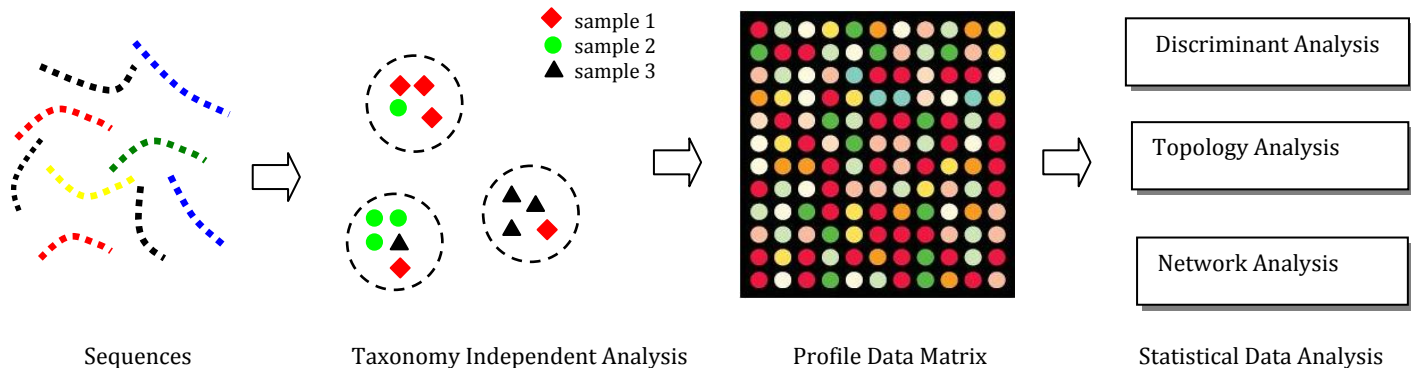 sample 1
sample 2
sample 3
Discriminant Analysis
Topology Analysis
Network Analysis
Sequences
Taxonomy Independent Analysis
Profile Data Matrix
Statistical Data Analysis